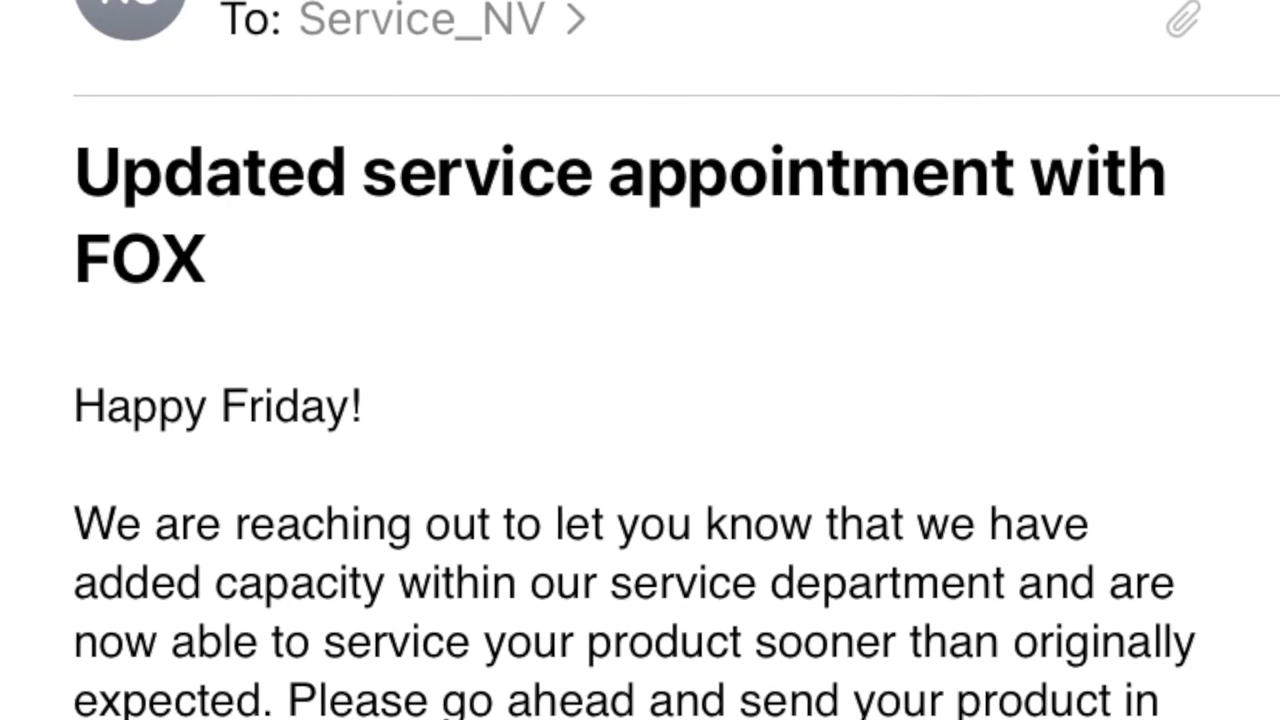 To: Service_NV >
Updated service appointment with
FOX
Happy Friday!
We are reaching out to let you know that we have
added capacity within our service department and are
now able to service your product sooner than originally
expected. Please go ahead and send your product in